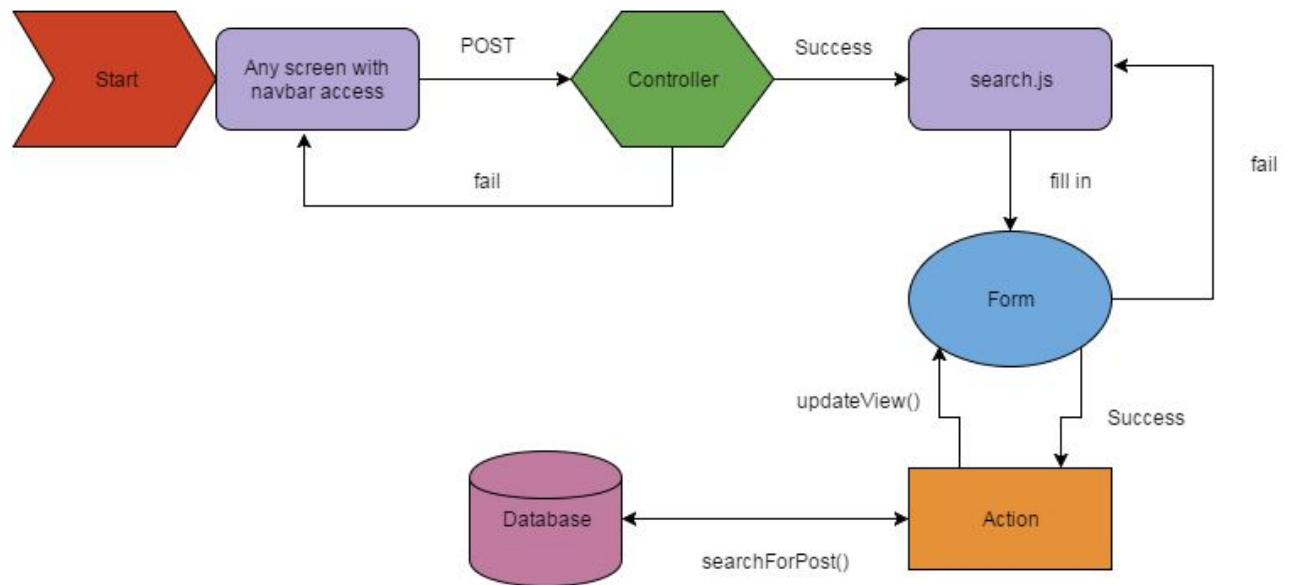 Start
Any screen with
navbar access
POST
Controller
Success
search.js
fail
fail
fill in
Form
updateView()
Success
Database
Action
searchForPost()